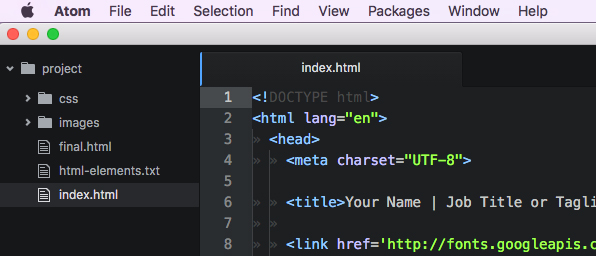 Atom File Edit Selection Find View Packages Window Help
project
css
images
final.html
html-elements.txt
index.html
index.html
1 <!DOCTYPE html>
2 <html lang="en">
3 » <head>
4 » » <meta charset="UTF-8">
5
6 » » <title>Your Name | Job Title or Tagli
7 » »
8 » » <link href='http://fonts.googleapis.c